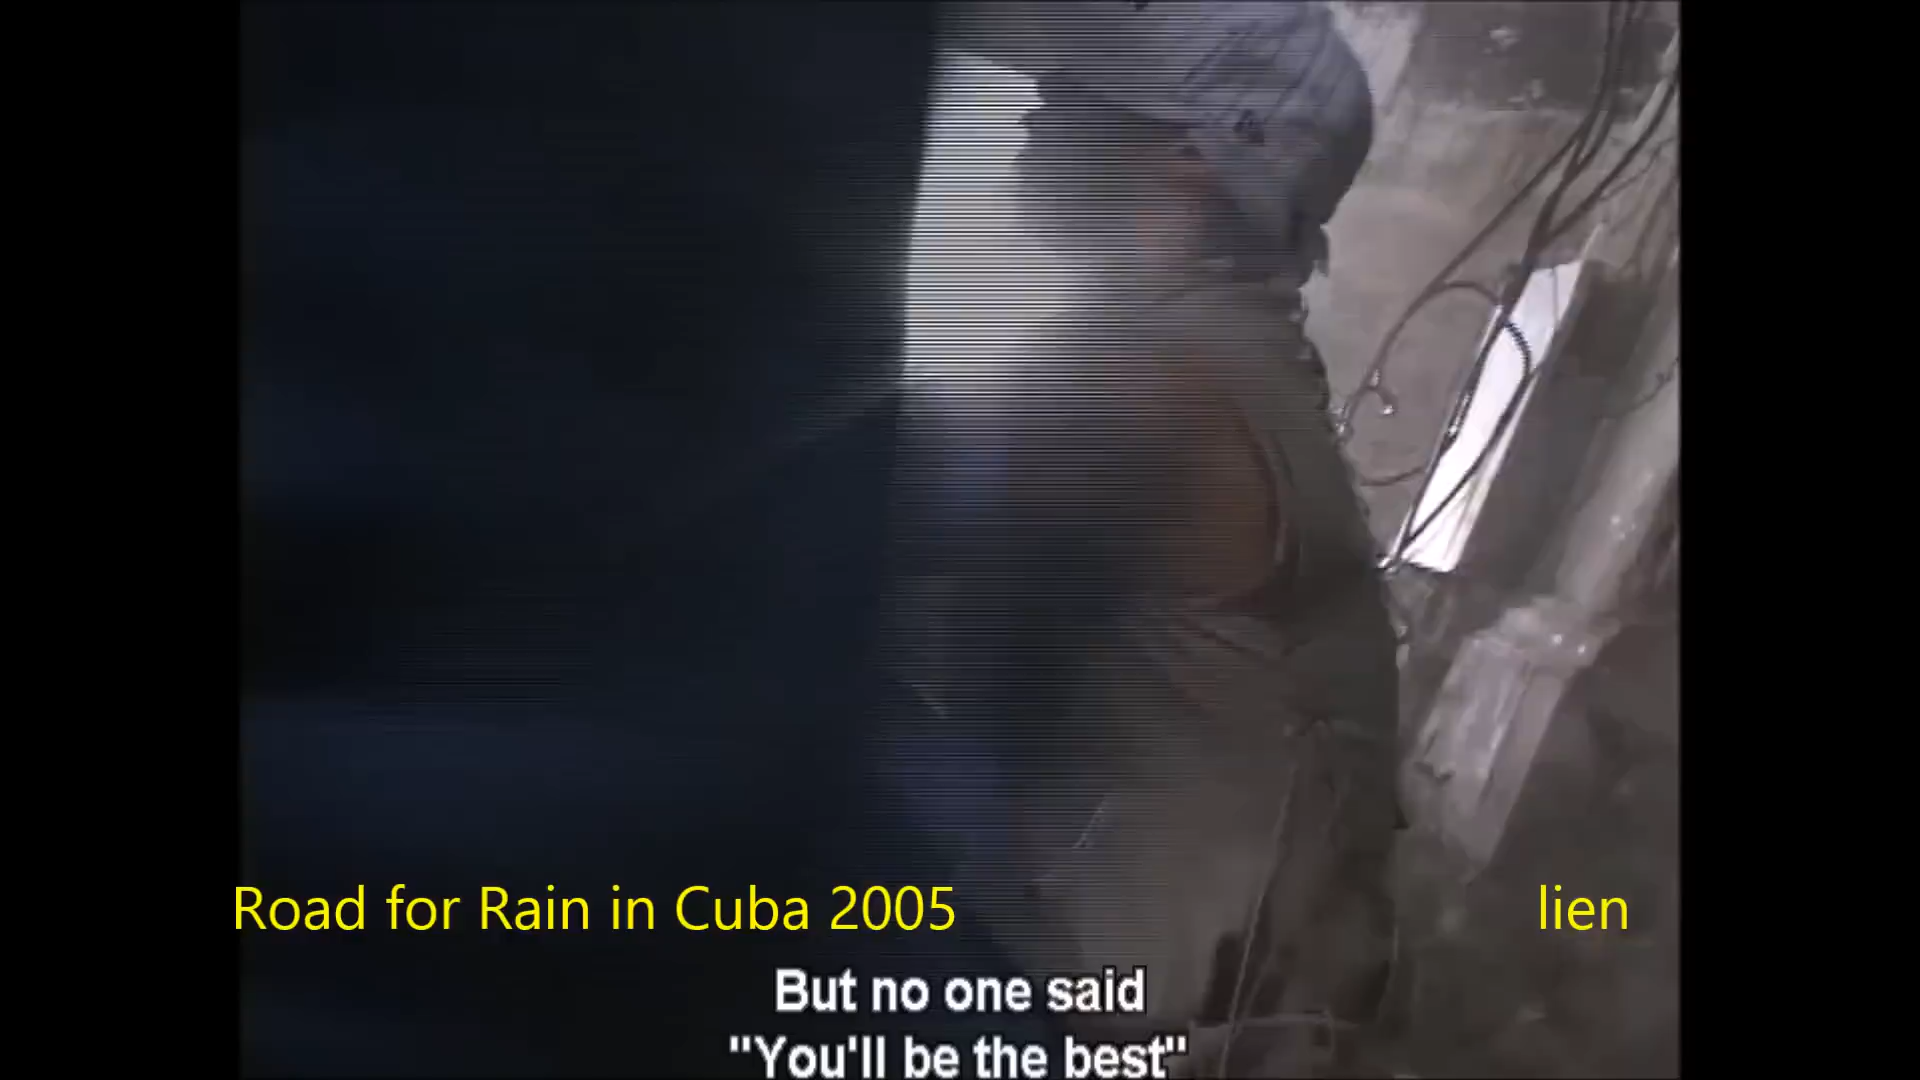 Road for Rain in Cuba 2005 lien
But no one said
"You'll be the best"